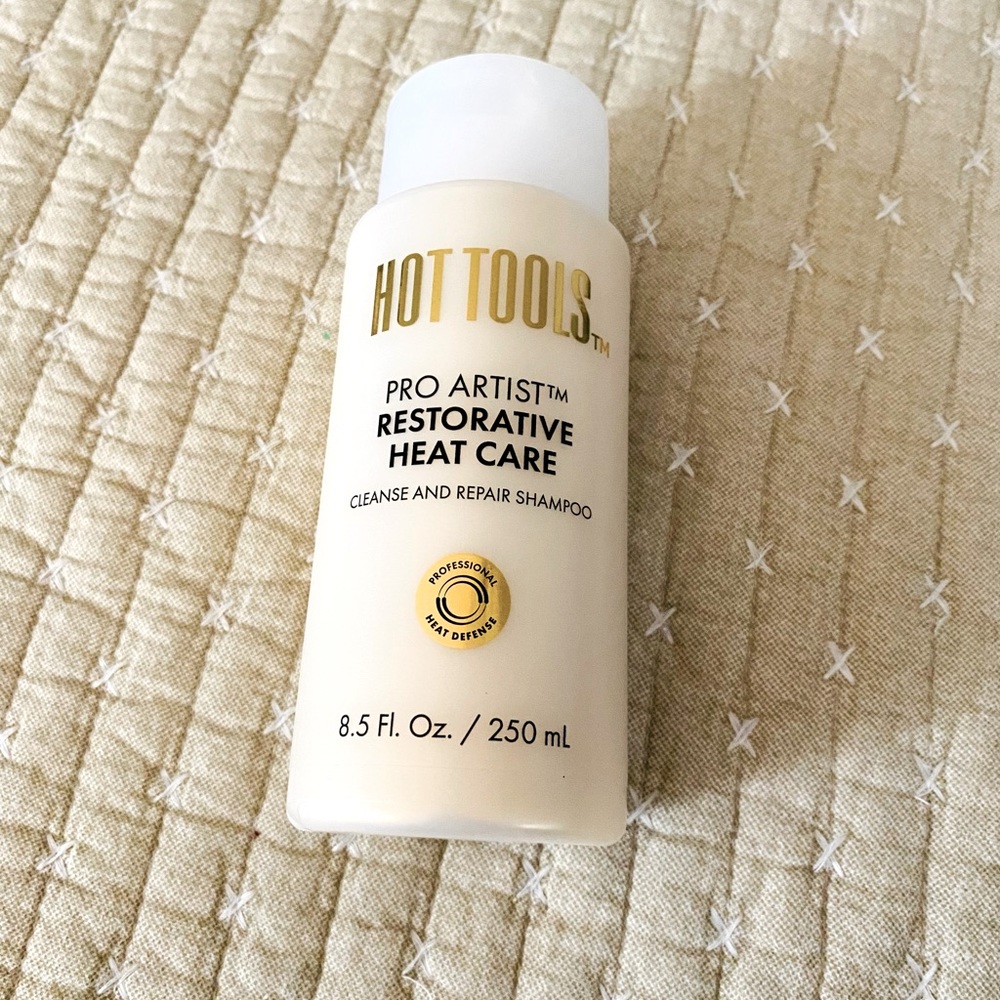 HOT TOOLS™
PRO ARTIST™
RESTORATIVE
HEAT CARE
CLEANSE AND REPAIR SHAMPOO
PROFESSIONAL
HEAT DEFENSE
8.5 Fl. Oz. / 250 mL